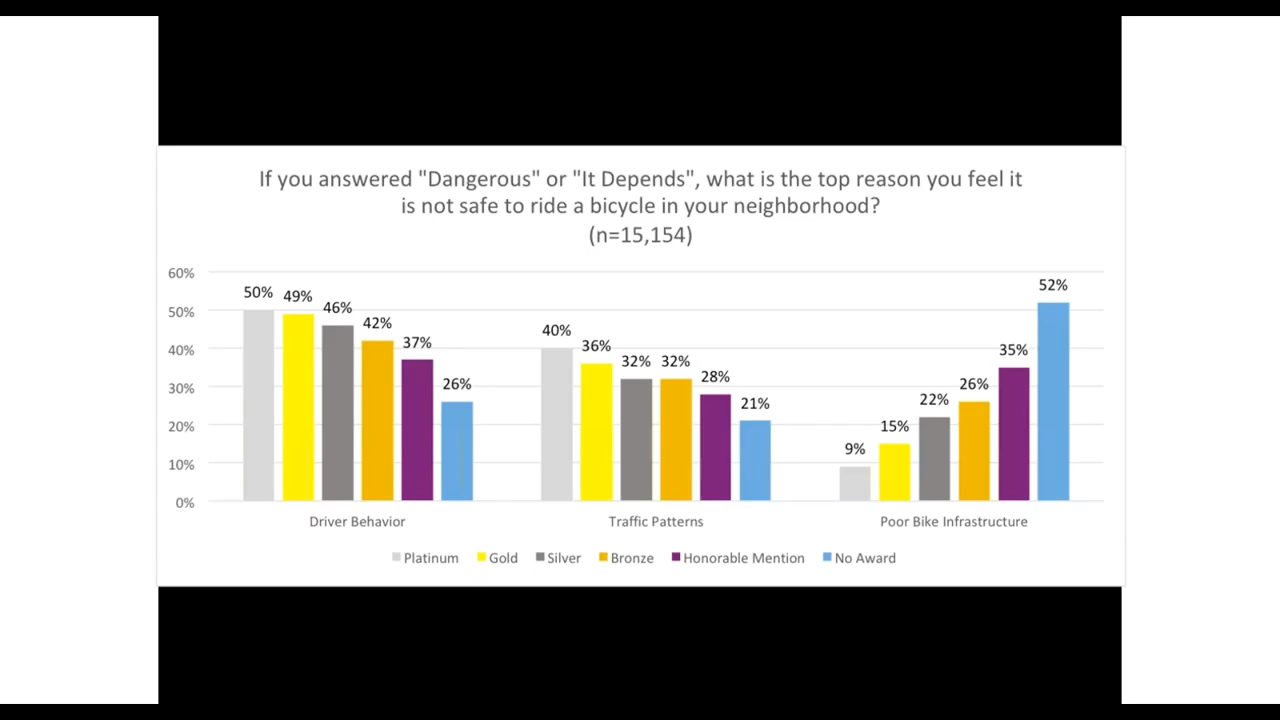 If you answered "Dangerous" or "It Depends", what is the top reason you feel it
is not safe to ride a bicycle in your neighborhood?
(n=15,154)
60%
50%
40%
30%
20%
10%
0%
50%
49%
46%
42%
37%
26%
40%
36%
32%
32%
28%
21%
9%
15%
22%
26%
35%
52%
Driver Behavior
Traffic Patterns
Poor Bike Infrastructure
Platinum
Gold
Silver
Bronze
Honorable Mention
No Award